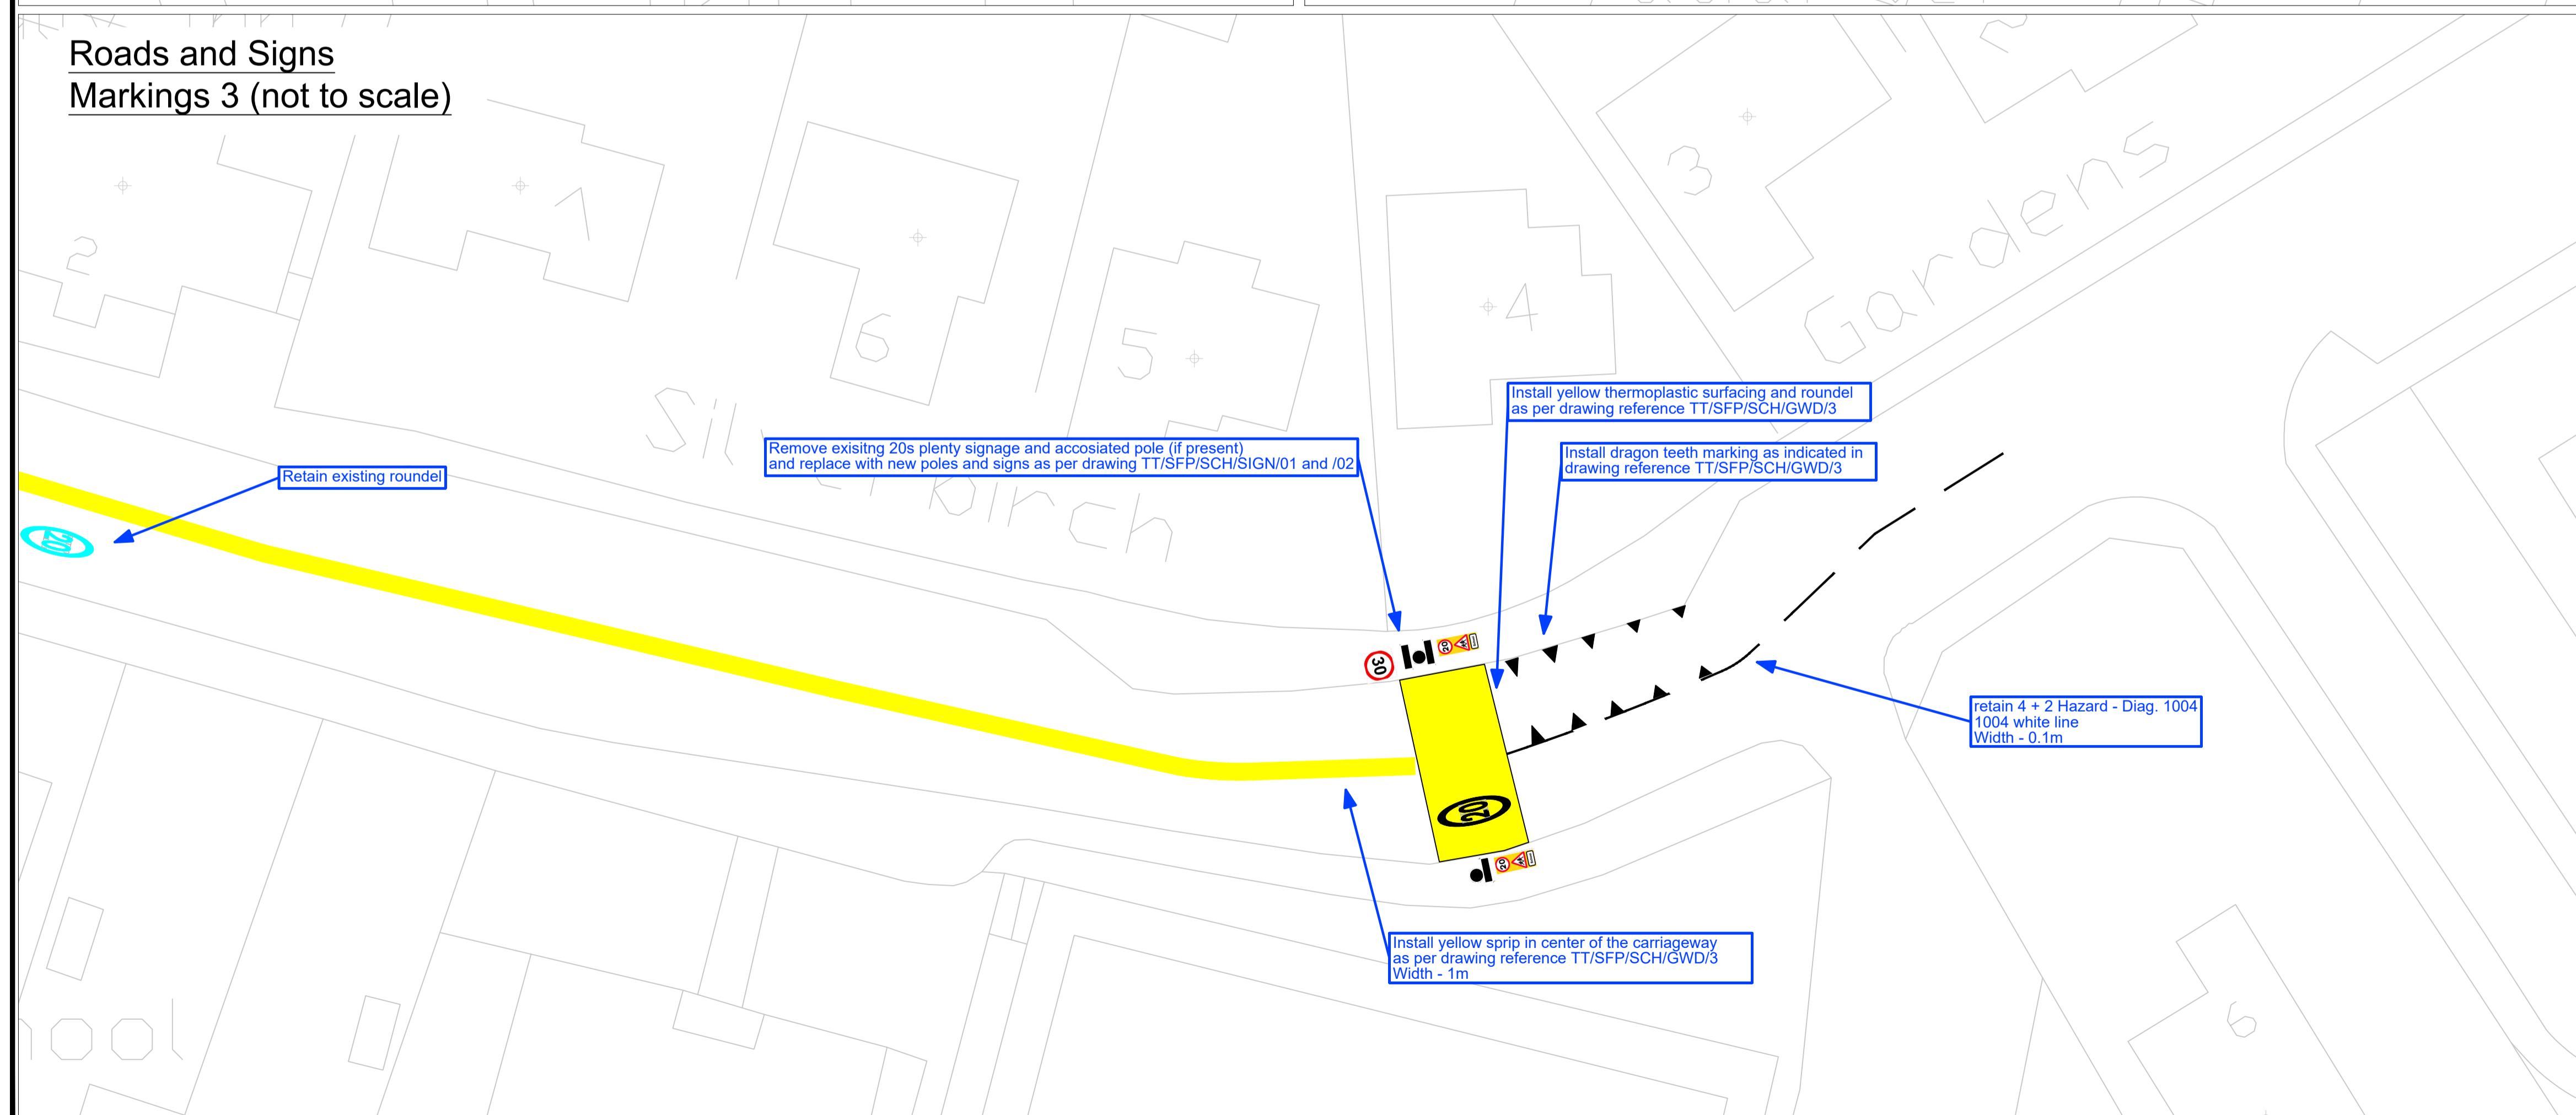 Roads and Signs
Markings 3 (not to scale)
2
7
6
5
4
3
Gardens
Silver Birch
Install yellow thermoplastic surfacing and roundel
as per drawing reference TT/SFP/SCH/GWD/3
Remove exisitng 20s plenty signage and accosiated pole (if present)
and replace with new poles and signs as per drawing TT/SFP/SCH/SIGN/01 and /02
Install dragon teeth marking as indicated in
drawing reference TT/SFP/SCH/GWD/3
Retain existing roundel
20
30
20
20
20
retain 4 + 2 Hazard - Diag. 1004
1004 white line
Width - 0.1m
Install yellow sprip in center of the carriageway
as per drawing reference TT/SFP/SCH/GWD/3
Width - 1m
ool
6